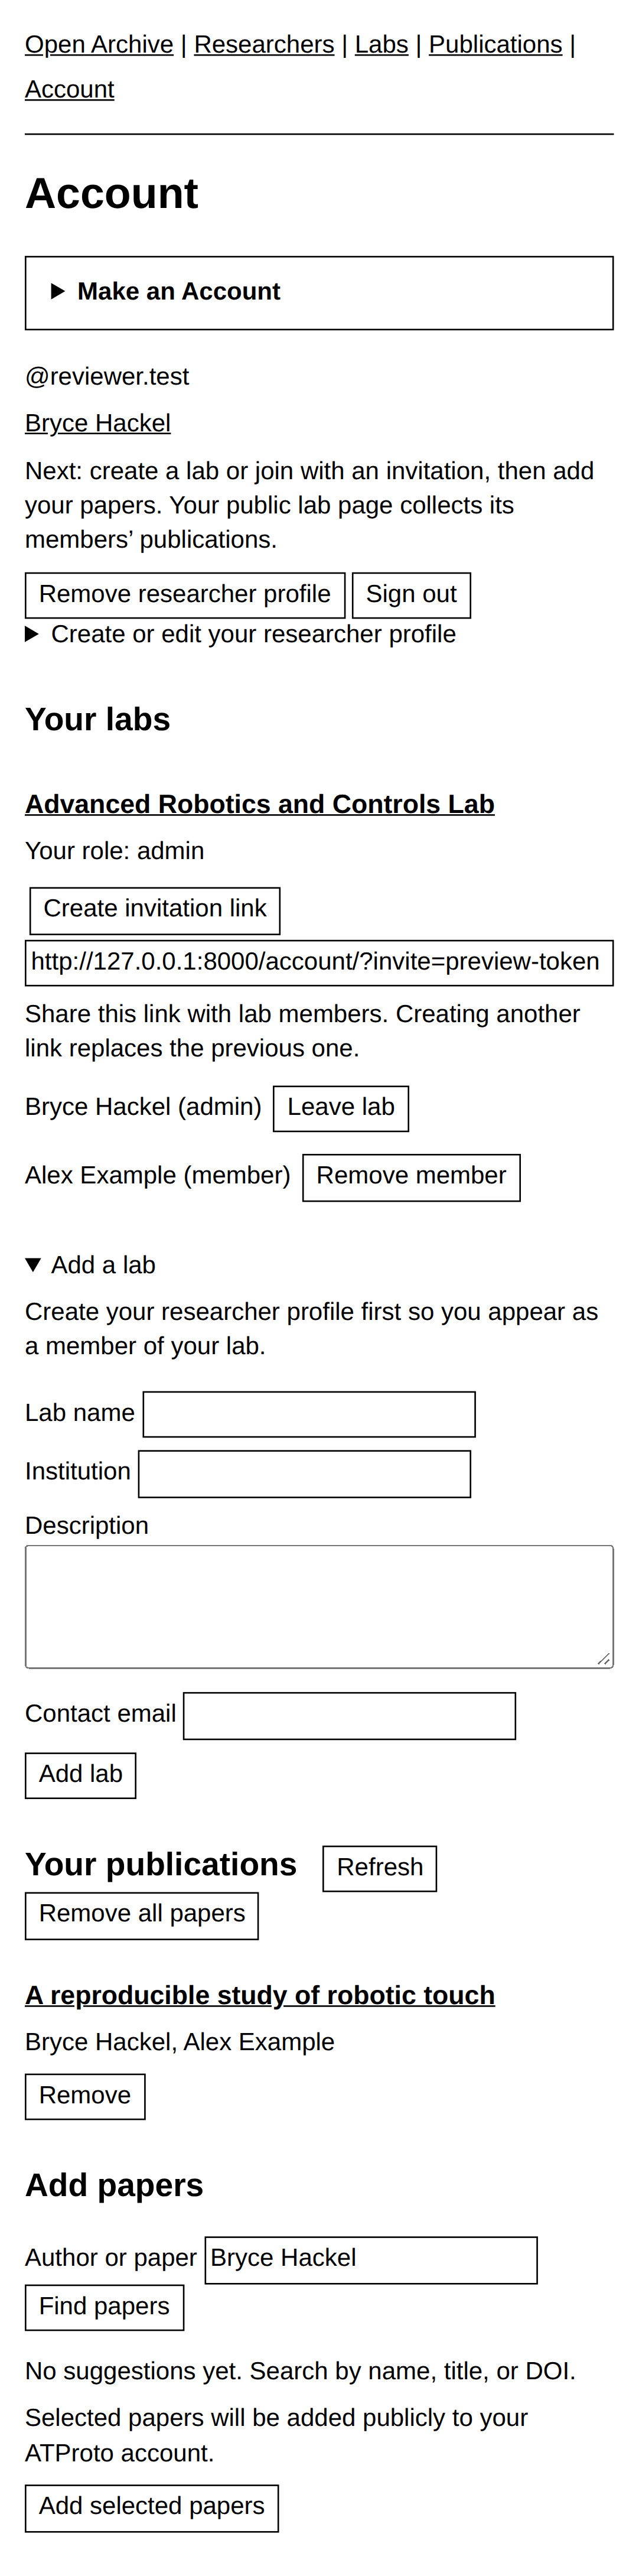 Open Archive | Researchers | Labs | Publications |
Account
Account
Make an Account
@reviewer.test
Bryce Hackel
Next: create a lab or join with an invitation, then add
your papers. Your public lab page collects its
members’ publications.
Remove researcher profile Sign out
Create or edit your researcher profile
Your labs
Advanced Robotics and Controls Lab
Your role: admin
Create invitation link
http://127.0.0.1:8000/account/?invite=preview-token
Share this link with lab members. Creating another
link replaces the previous one.
Bryce Hackel (admin) Leave lab
Alex Example (member) Remove member
Add a lab
Create your researcher profile first so you appear as
a member of your lab.
Lab name
Institution
Description
Contact email
Add lab
Your publications Refresh
Remove all papers
A reproducible study of robotic touch
Bryce Hackel, Alex Example
Remove
Add papers
Author or paper Bryce Hackel
Find papers
No suggestions yet. Search by name, title, or DOI.
Selected papers will be added publicly to your
ATProto account.
Add selected papers